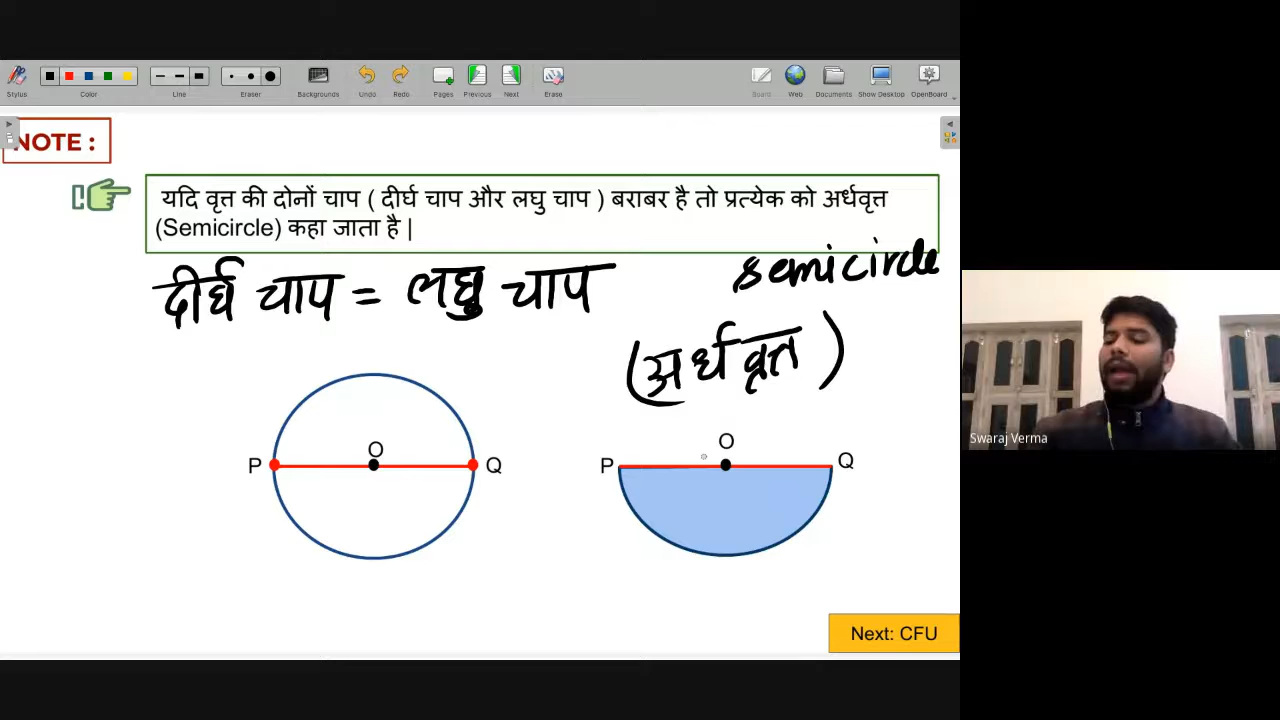 Stylus
Color
Line
Eraser
Backgrounds
Undo
Redo
Pages
Previous
Next
Erase
Board
Web
Documents
Show Desktop
OpenBoard
NOTE :
यदि वृत्त की दोनों चाप ( दीर्घ चाप और लघु चाप ) बराबर है तो प्रत्येक को अर्धवृत्त
(Semicircle) कहा जाता है |
दीर्घ चाप = लघु चाप
semicircle
(अर्धवृत्त)
P
O
Q
P
O
Q
Swaraj Verma
Next: CFU